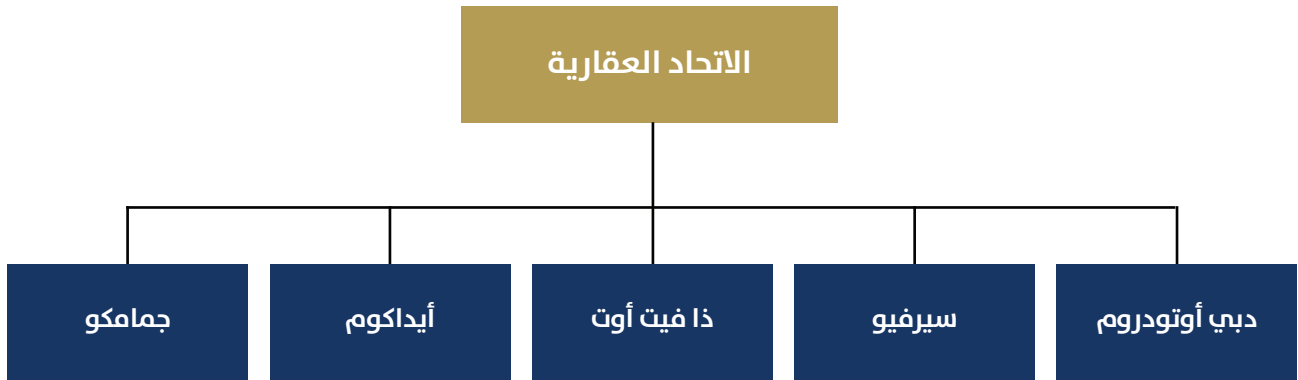 الاتحاد العقارية
دبي أوتودروم
سيرفيو
ذا فيت أوت
أيداكوم
جمامكو